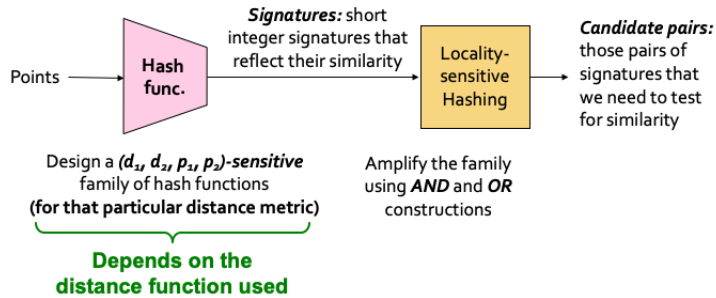 Points
Hash
func.
Signatures: short
integer signatures that
reflect their similarity
Locality-
sensitive
Hashing
Candidate pairs:
those pairs of
signatures that
we need to test
for similarity
Design a (d₁, d₂, p₁, p₂)-sensitive
family of hash functions
(for that particular distance metric)
Amplify the family
using AND and OR
constructions
Depends on the
distance function used